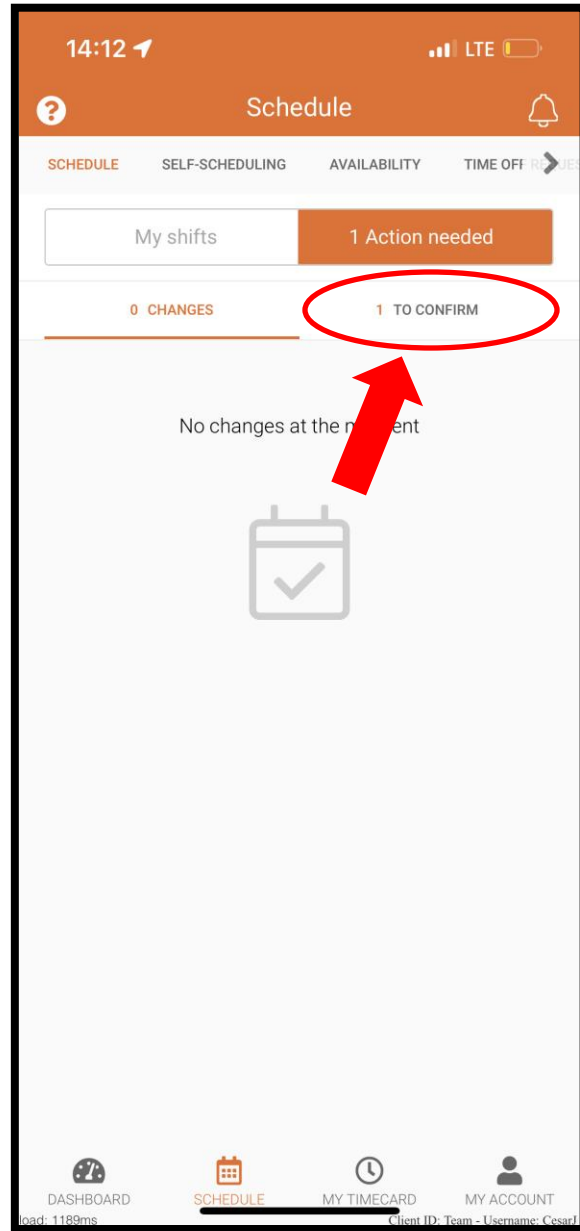 14:12 LTE
? Schedule
SCHEDULE SELF-SCHEDULING AVAILABILITY TIME OFF
My shifts 1 Action needed
0 CHANGES 1 TO CONFIRM
No changes at the
DASHBOARD SCHEDULE MY TIMECARD MY ACCOUNT
load: 1189ms Client ID: Team - Username: CesarJ